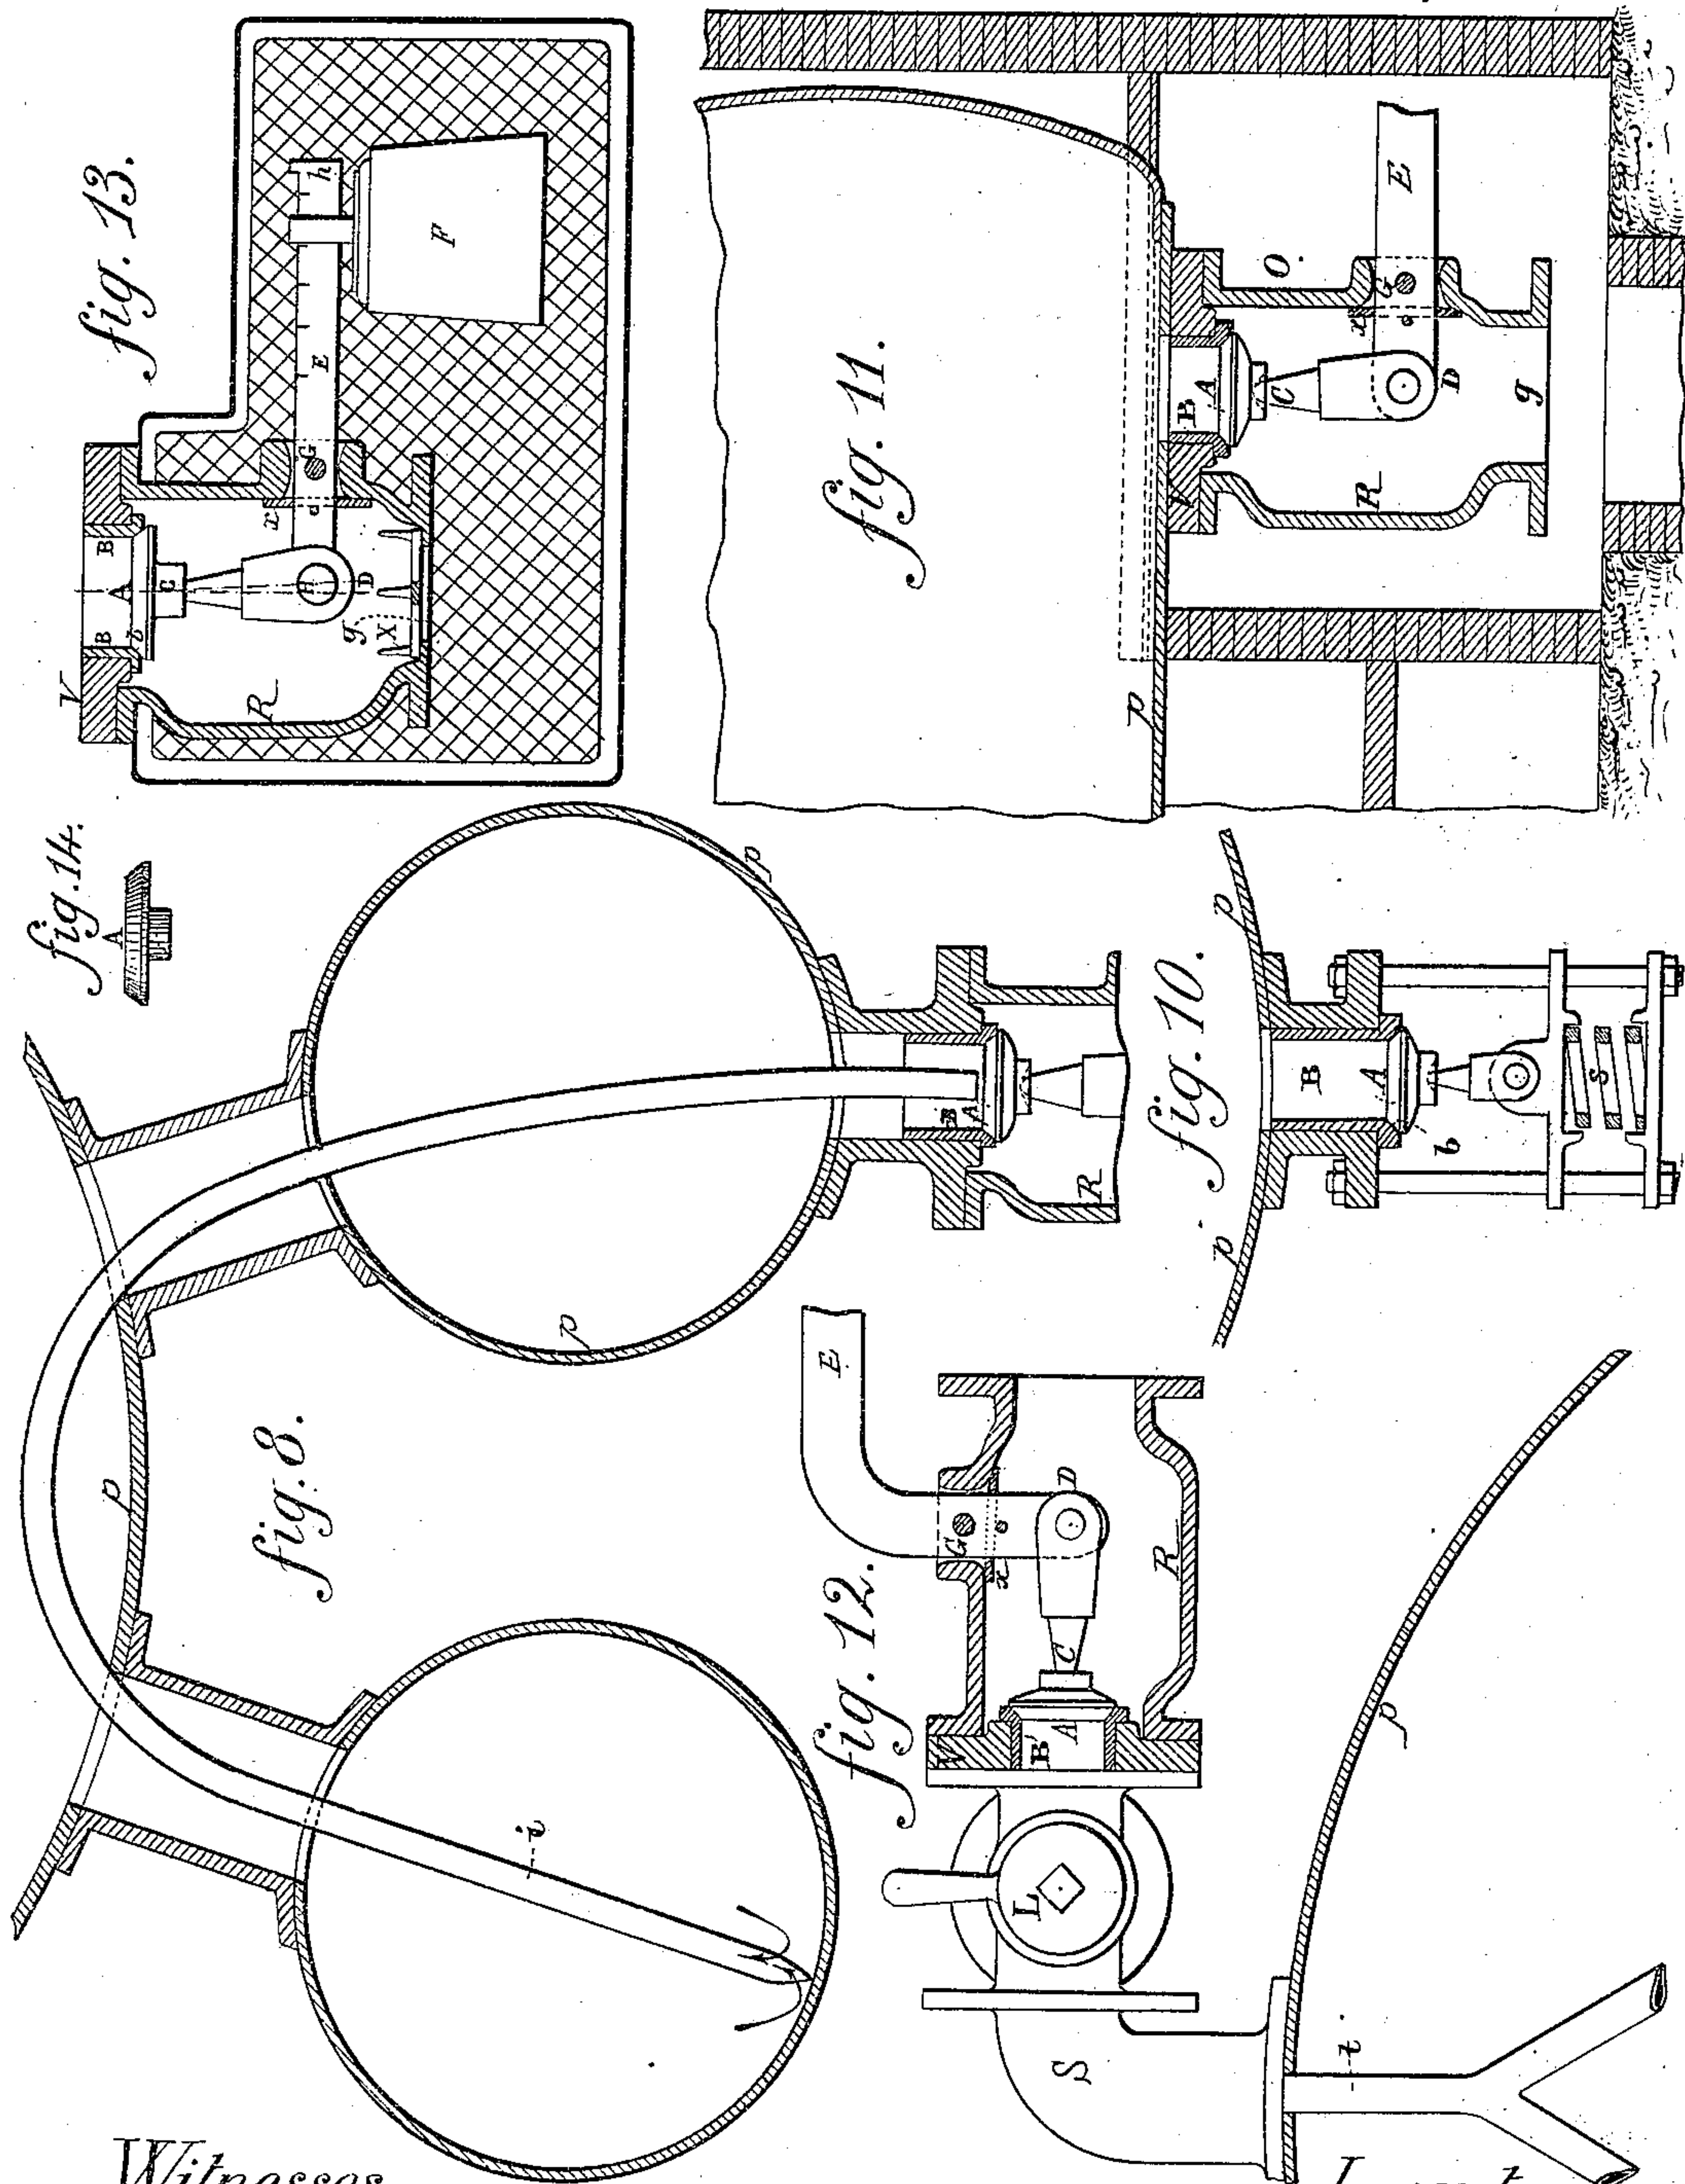 fig. 13.
V
B
A
B
b
C
R
H
D
g
X
x
G
E
h
F
fig. 14.
A
fig. 11.
p
B
A
C
R
D
x
G
E
O.
g
fig. 8.
p
p
p
i
B
A
R
fig. 10.
p
p
B
A
b
S
fig. 12.
E
G
x
D
C
R
V
B
A
L
S
t
p
Witnesses